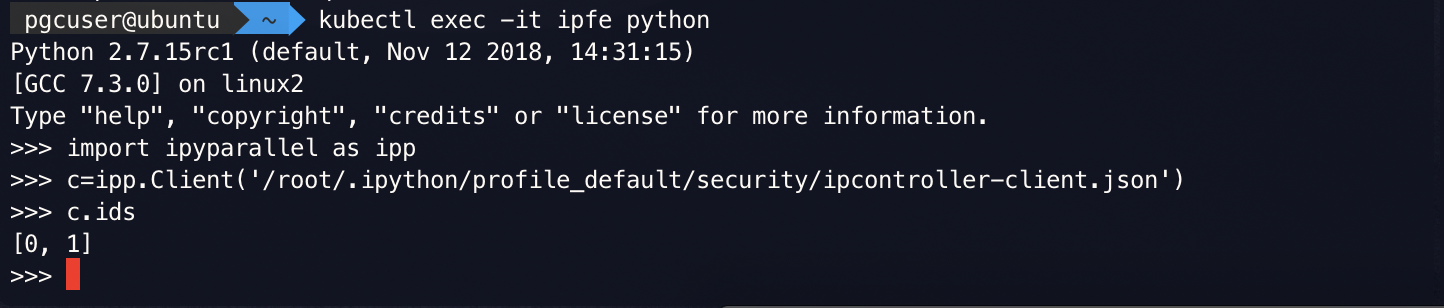 pgcuser@ubuntu ~ kubectl exec -it ipfe python
Python 2.7.15rc1 (default, Nov 12 2018, 14:31:15)
[GCC 7.3.0] on linux2
Type "help", "copyright", "credits" or "license" for more information.
>>> import ipyparallel as ipp
>>> c=ipp.Client('/root/.ipython/profile_default/security/ipcontroller-client.json')
>>> c.ids
[0, 1]
>>>